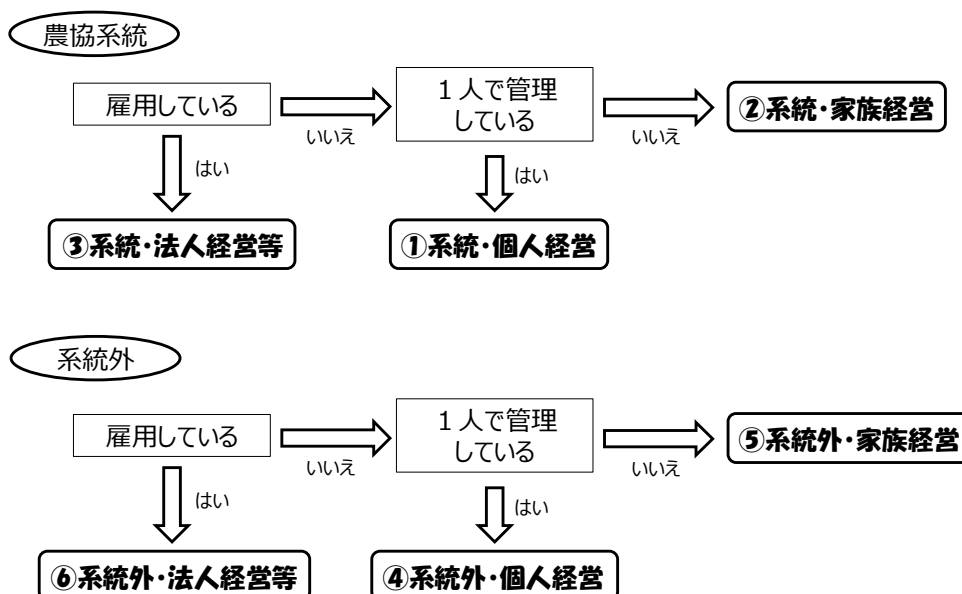 農協系統
雇用している
いいえ
１人で管理
している
いいえ
②系統・家族経営
はい
はい
③系統・法人経営等
①系統・個人経営
系統外
雇用している
いいえ
１人で管理
している
いいえ
⑤系統外・家族経営
はい
はい
⑥系統外・法人経営等
④系統外・個人経営